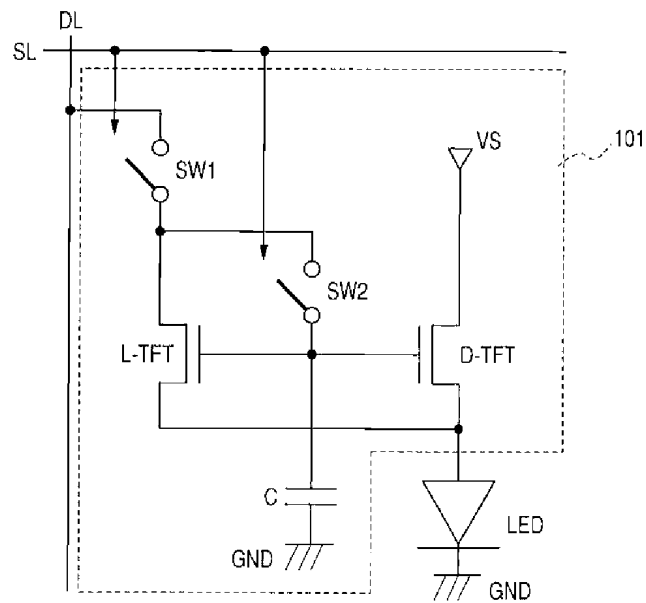 DL
SL
VS
101
SW1
SW2
L-TFT
D-TFT
C
LED
GND
GND